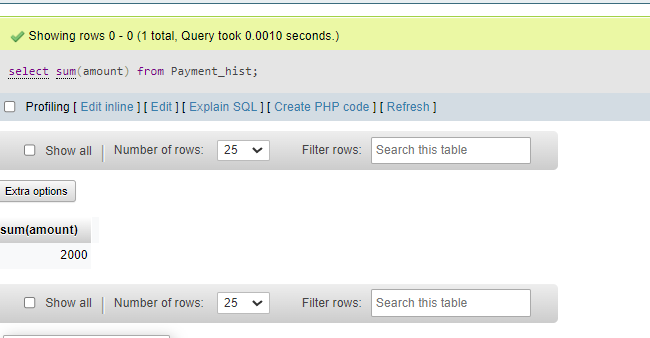 Showing rows 0 - 0 (1 total, Query took 0.0010 seconds.)
select sum(amount) from Payment_hist;
Profiling [ Edit inline ] [ Edit ] [ Explain SQL ] [ Create PHP code ] [ Refresh ]
Show all Number of rows: 25 Filter rows: Search this table
Extra options
sum(amount)
2000
Show all Number of rows: 25 Filter rows: Search this table